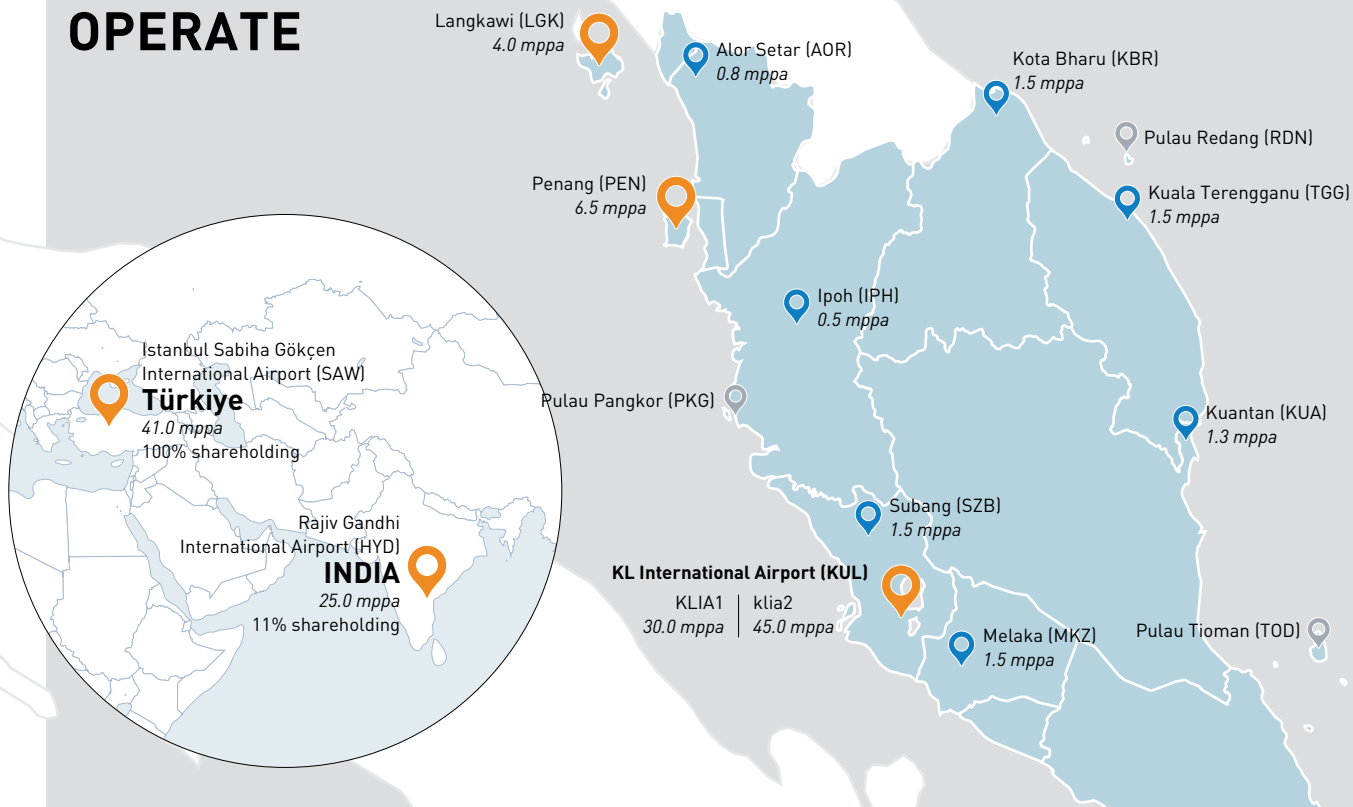 OPERATE
Langkawi (LGK)
4.0 mppa
Alor Setar (AOR)
0.8 mppa
Kota Bharu (KBR)
1.5 mppa
Pulau Redang (RDN)
Penang (PEN)
6.5 mppa
Kuala Terengganu (TGG)
1.5 mppa
Ipoh (IPH)
0.5 mppa
Istanbul Sabiha Gökçen
International Airport (SAW)
Türkiye
41.0 mppa
100% shareholding
Pulau Pangkor (PKG)
Kuantan (KUA)
1.3 mppa
Subang (SZB)
1.5 mppa
Rajiv Gandhi
International Airport (HYD)
INDIA
25.0 mppa
11% shareholding
KL International Airport (KUL)
KLIA1 | klia2
30.0 mppa | 45.0 mppa
Melaka (MKZ)
1.5 mppa
Pulau Tioman (TOD)